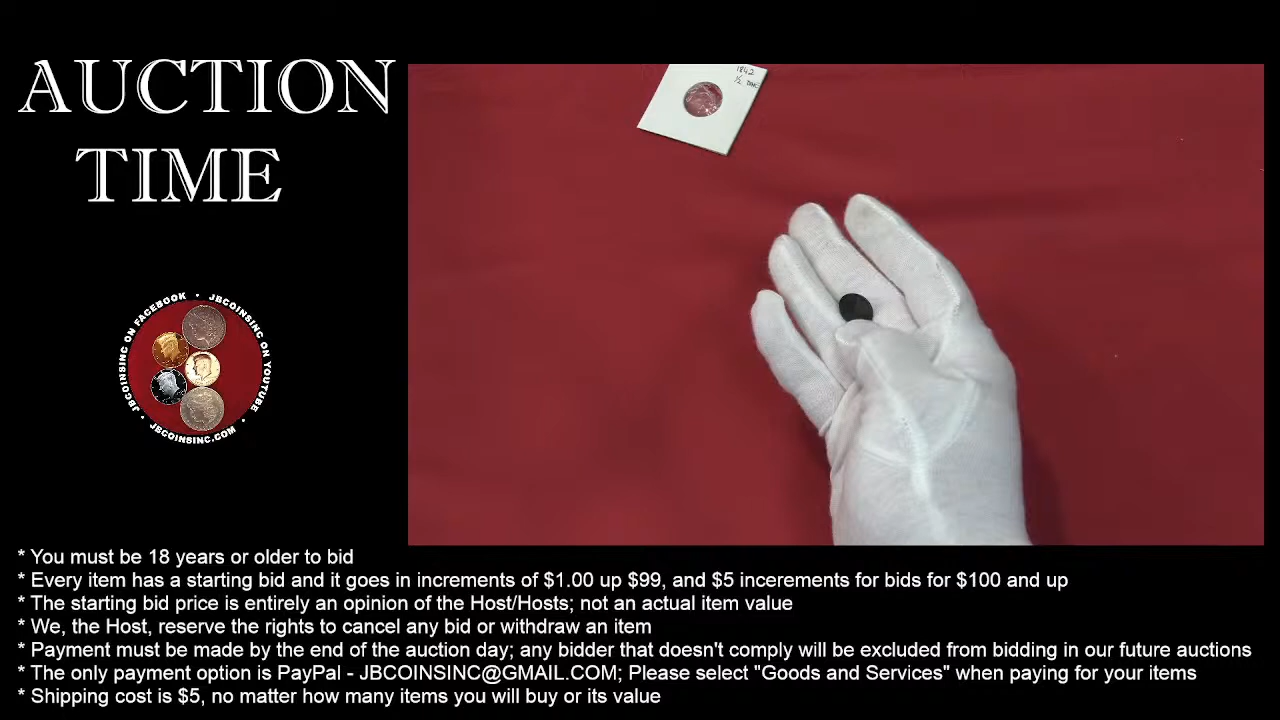 AUCTION
TIME
1842
½ DIME
JBCOINSINC ON FACEBOOK • JBCOINSINC ON YOUTUBE • JBCOINSINC.COM •
* You must be 18 years or older to bid
* Every item has a starting bid and it goes in increments of $1.00 up $99, and $5 incerements for bids for $100 and up
* The starting bid price is entirely an opinion of the Host/Hosts; not an actual item value
* We, the Host, reserve the rights to cancel any bid or withdraw an item
* Payment must be made by the end of the auction day; any bidder that doesn't comply will be excluded from bidding in our future auctions
* The only payment option is PayPal - JBCOINSINC@GMAIL.COM; Please select "Goods and Services" when paying for your items
* Shipping cost is $5, no matter how many items you will buy or its value